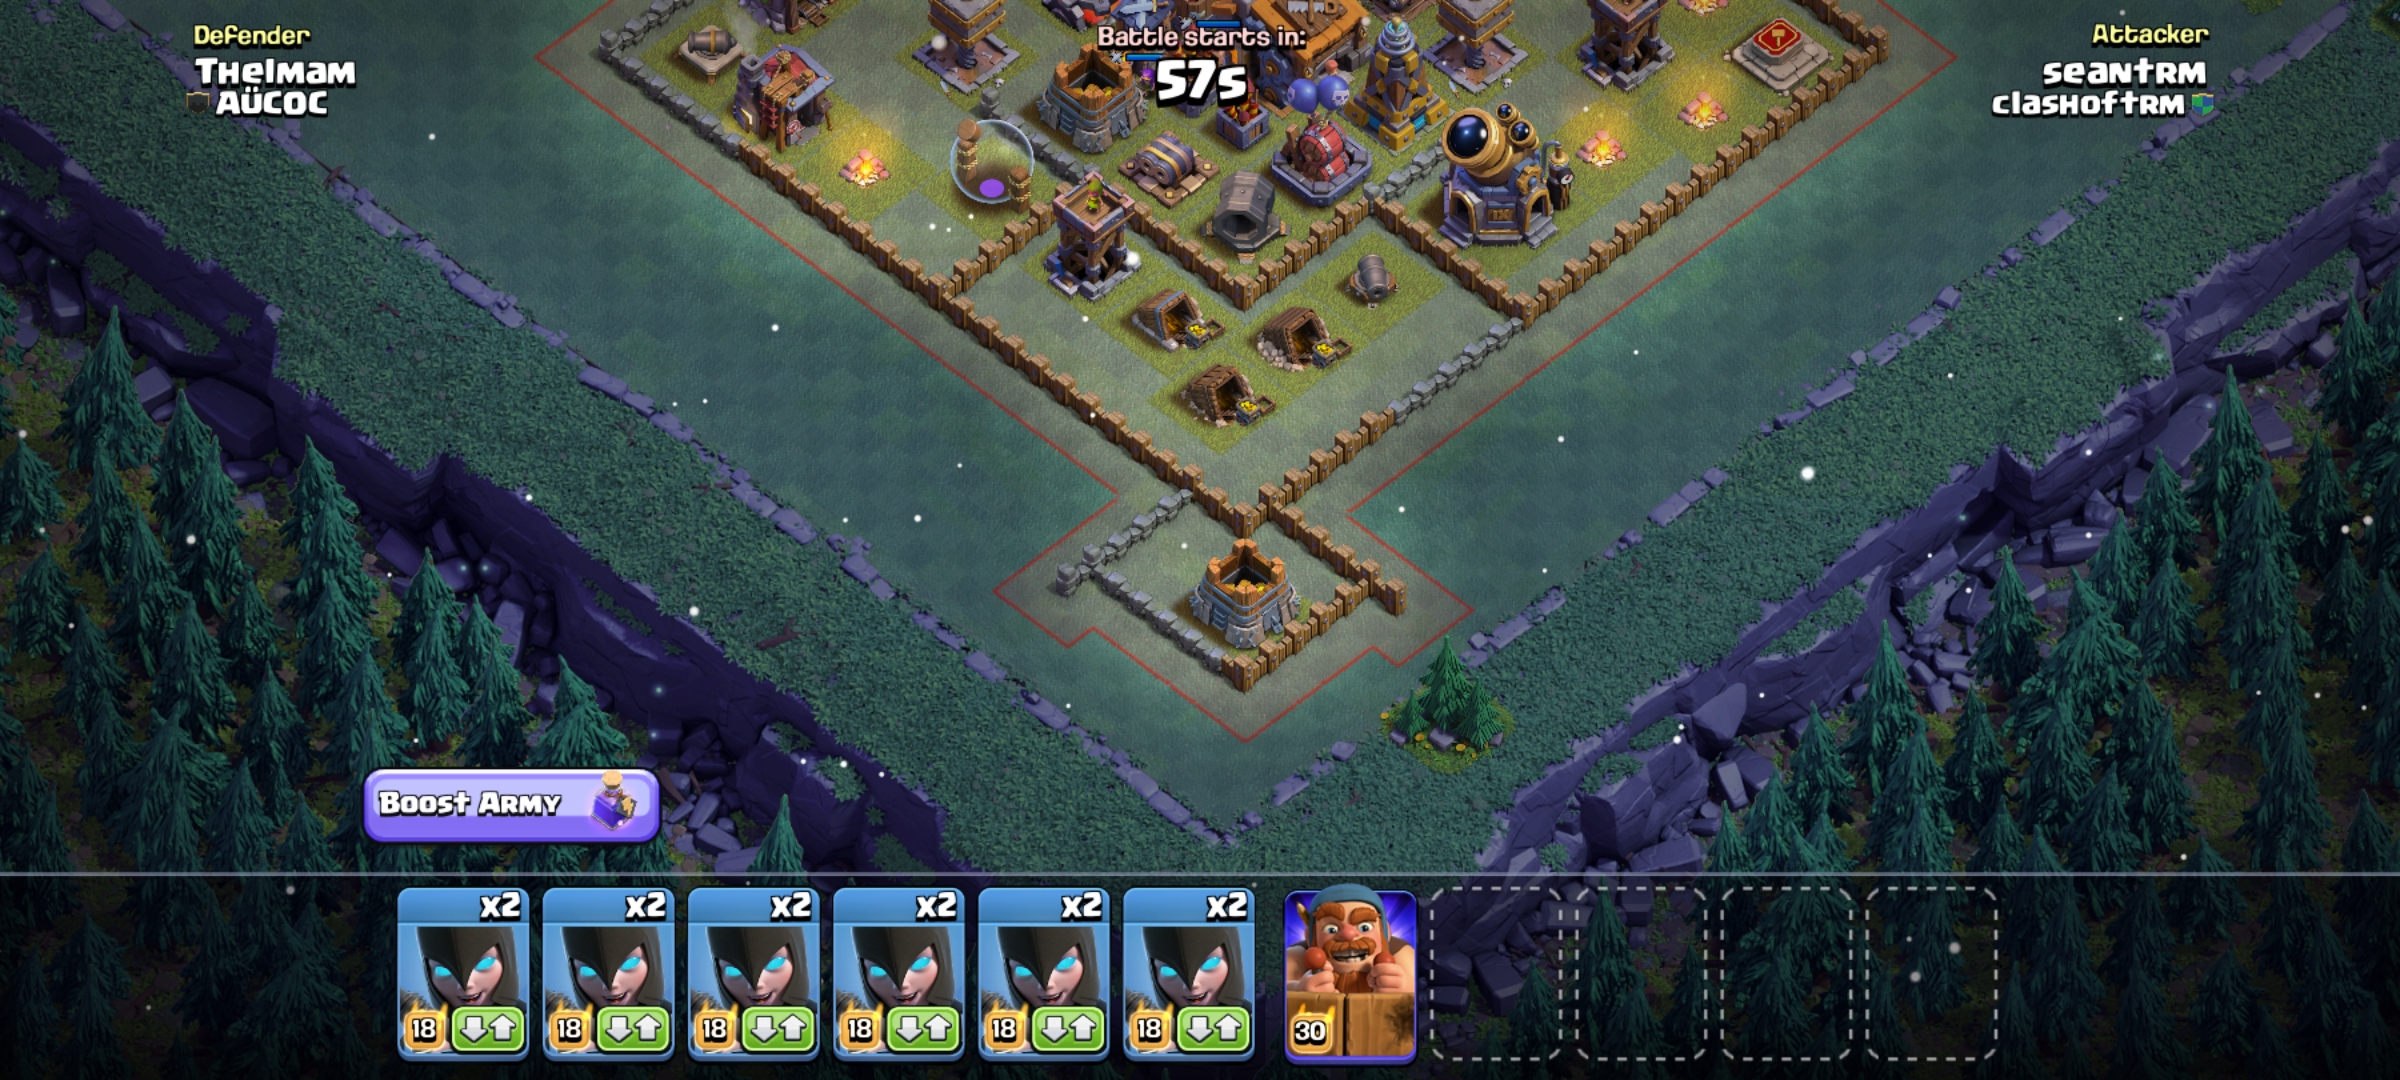 Defender
Thelmam
AÜCOC
Battle starts in:
57s
Attacker
seantRM
clashoftRM
IX
Boost Army
x2
x2
x2
x2
x2
x2
18
18
18
18
18
18
30